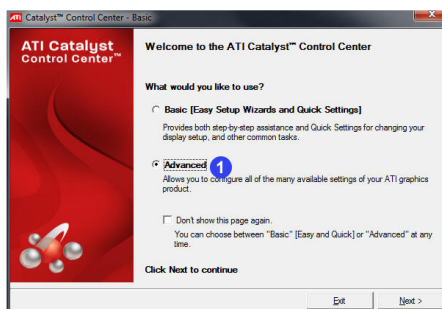 ATI Catalyst™ Control Center - Basic
ATI Catalyst
Control Center™
Welcome to the ATI Catalyst™ Control Center
What would you like to use?
Basic [Easy Setup Wizards and Quick Settings]
Provides both step-by-step assistance and Quick Settings for changing your
display setup, and other common tasks.
Advanced
1
Allows you to configure all of the many available settings of your ATI graphics
product.
Don't show this page again.
You can choose between "Basic" [Easy and Quick] or "Advanced" at any
time.
Click Next to continue
Exit
Next >